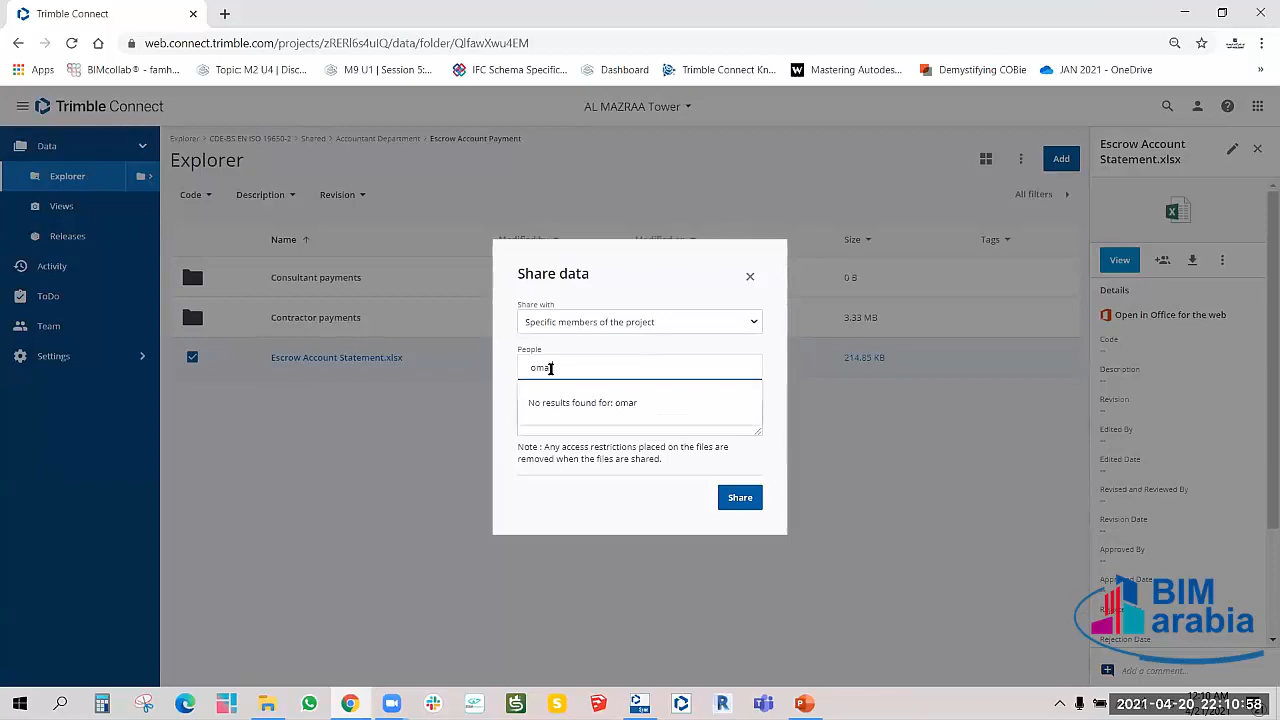 Trimble Connect
web.connect.trimble.com/projects/zRERl6s4uIQ/data/folder/QlfawXwu4EM
Apps
BIMcollab® - famh...
Topic: M2 U4 | Disc...
M9 U1 | Session 5:...
IFC Schema Specific...
Dashboard
Trimble Connect Kn...
Mastering Autodes...
Demystifying COBie
JAN 2021 - OneDrive
Trimble Connect
AL MAZRAA Tower
Data
Explorer
Views
Releases
Activity
ToDo
Team
Settings
Explorer > CDE-BS EN ISO 19650-2 > Shared > Accountant Department > Escrow Account Payment
Explorer
Add
Code
Description
Revision
All filters
Name
Size
Tags
Consultant payments
0 B
Contractor payments
3.33 MB
Escrow Account Statement.xlsx
214.85 KB
Share data
Share with
Specific members of the project
People
omar
No results found for: omar
Note : Any access restrictions placed on the files are
removed when the files are shared.
Share
Escrow Account
Statement.xlsx
View
Details
Open in Office for the web
Code
--
Description
--
Revision
--
Edited By
--
Edited Date
--
Revised and Reviewed By
--
Revision Date
--
Approved By
--
Rejection Date
Add a comment...
BIM
arabia
12:10 AM
2021-04-20 22:10:58